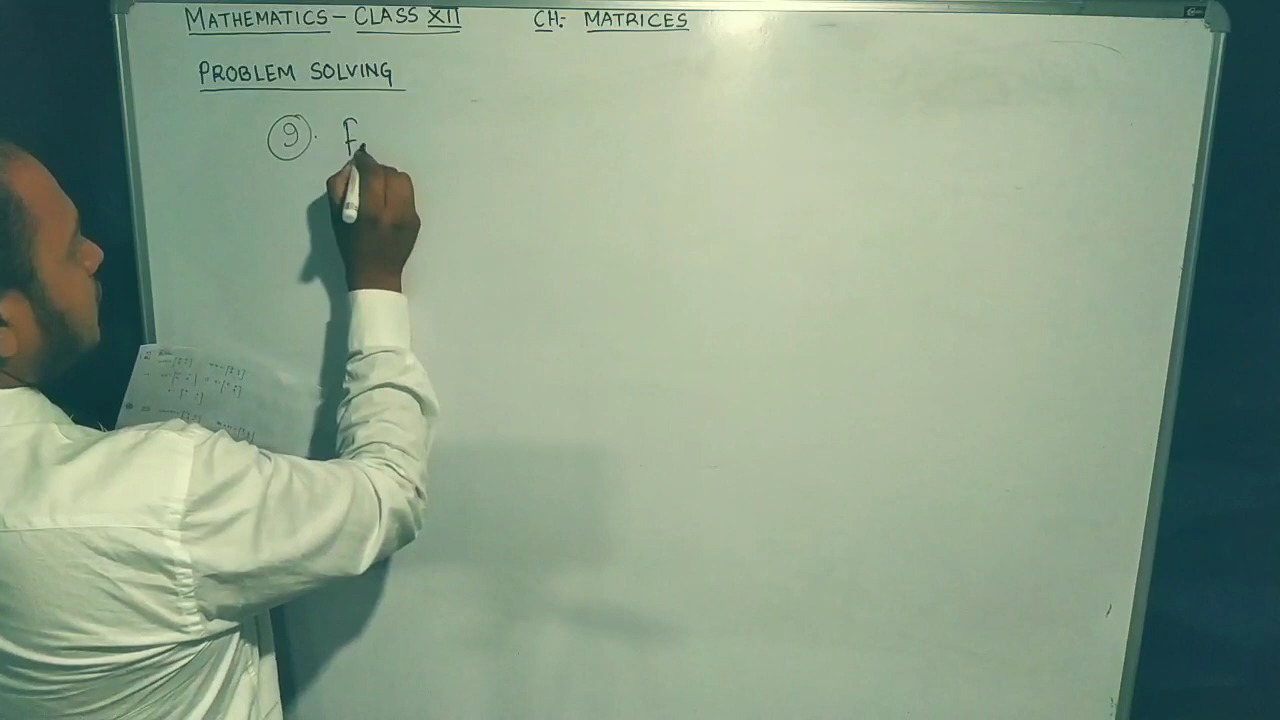 MATHEMATICS - CLASS XII CH: MATRICES
PROBLEM SOLVING
9. F